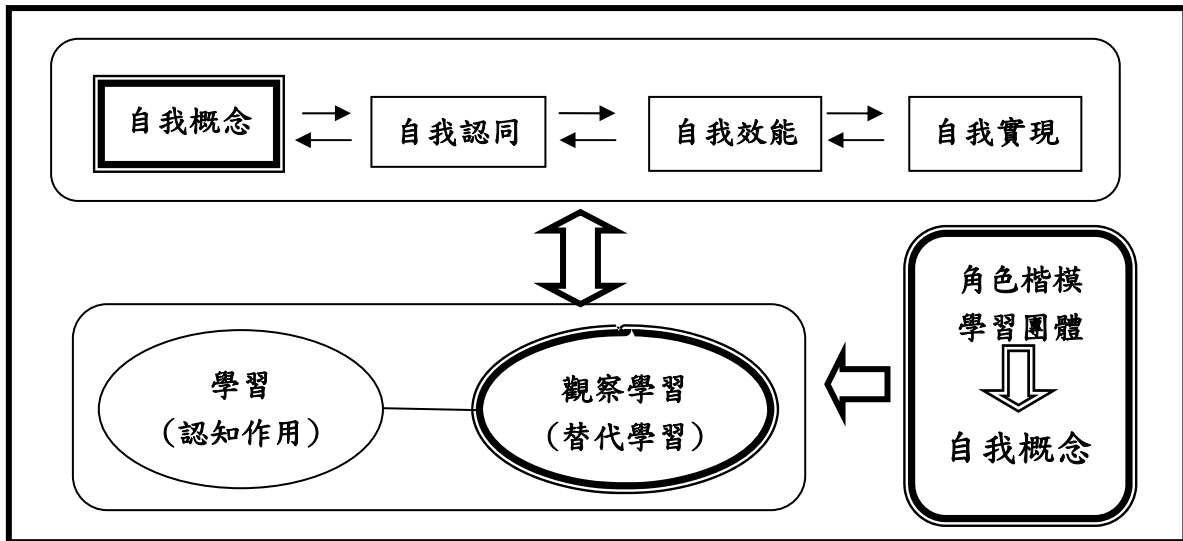 自我概念
自我認同
自我效能
自我實現
學習
（認知作用）
觀察學習
（替代學習）
角色楷模
學習團體
自我概念